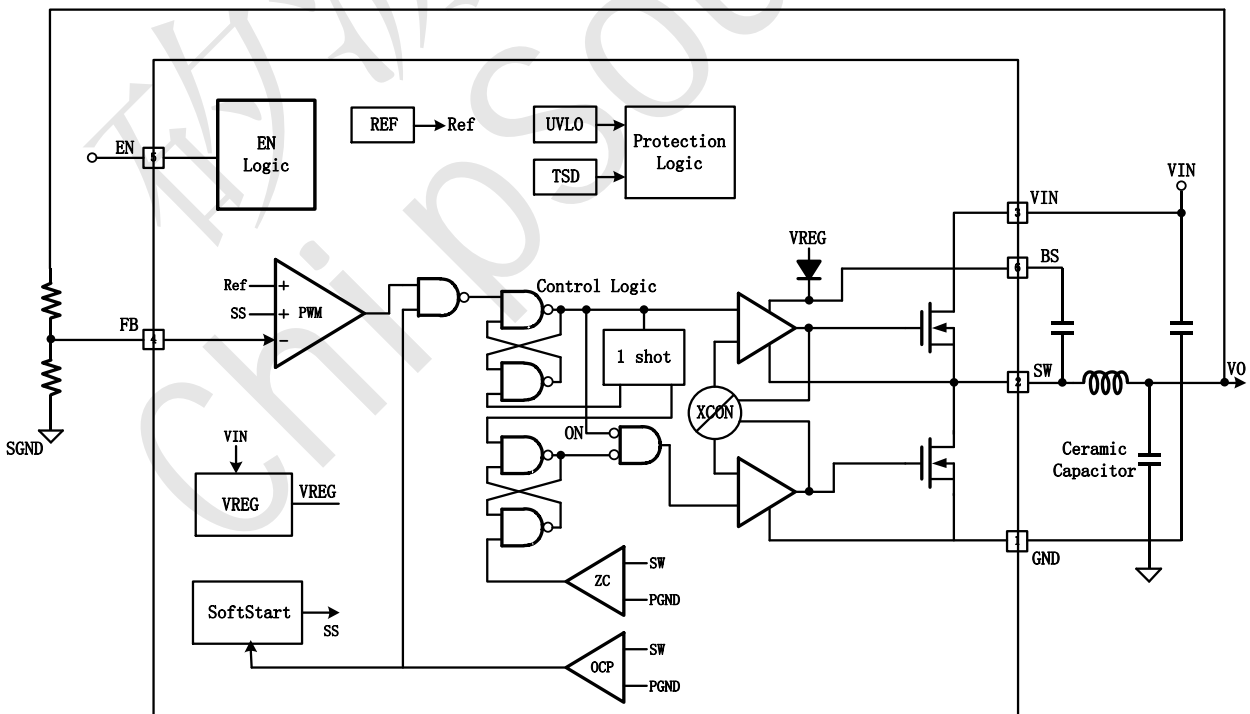 EN
5
EN
Logic
REF
Ref
UVLO
TSD
Protection
Logic
VIN
VIN
3
VREG
BS
6
Control Logic
Ref
SS
PWM
FB
4
1 shot
SW
2
VO
XCON
ON
SGND
Ceramic
Capacitor
VIN
VREG
VREG
1
GND
ZC
SW
PGND
SoftStart
SS
OCP
SW
PGND
Chipsou